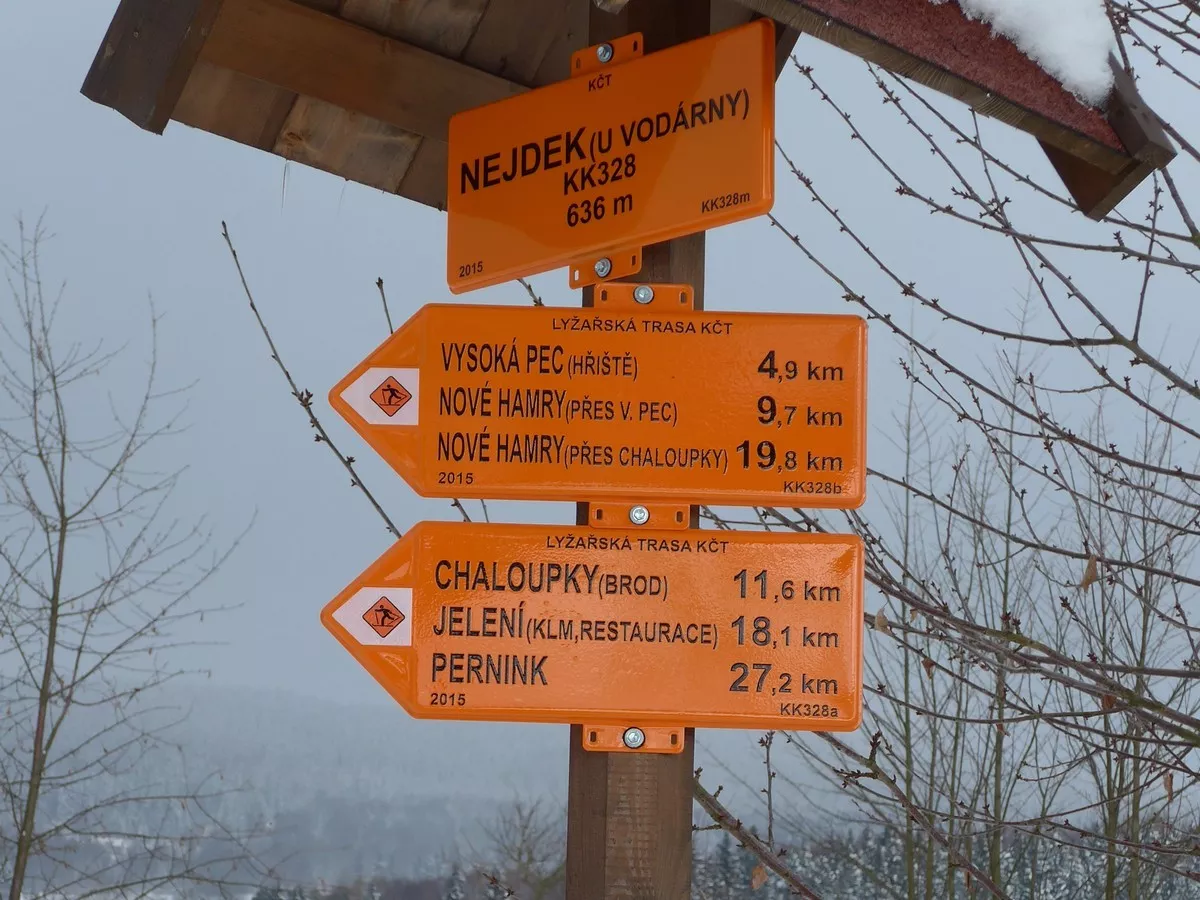 KČT
NEJDEK (U VODÁRNY)
KK328
636 m
KK328m
2015
LYŽAŘSKÁ TRASA KČT
VYSOKÁ PEC (HŘIŠTĚ) 4,9 km
NOVÉ HAMRY (PŘES V. PEC) 9,7 km
NOVÉ HAMRY (PŘES CHALOUPKY) 19,8 km
2015 KK328b
LYŽAŘSKÁ TRASA KČT
CHALOUPKY (BROD) 11,6 km
JELENÍ (KLM,RESTAURACE) 18,1 km
PERNINK 27,2 km
2015 KK328a